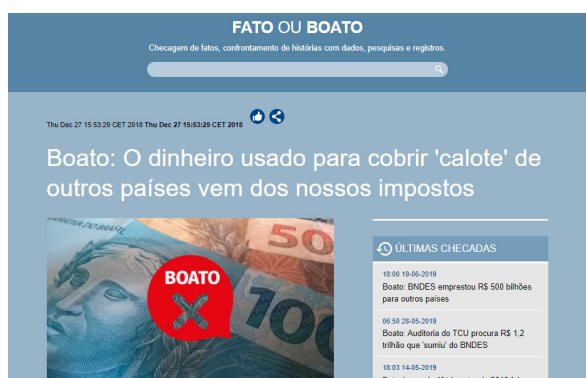 FATO OU BOATO
Checagem de fatos, confrontamento de histórias com dados, pesquisas e registros.
Thu Dec 27 15:53:29 CET 2018 Thu Dec 27 15:53:29 CET 2018
Boato: O dinheiro usado para cobrir 'calote' de
outros países vem dos nossos impostos
50
BOATO
100
ÚLTIMAS CHECADAS
18:00 19-06-2019
Boato: BNDES emprestou R$ 500 bilhões
para outros países
06:50 28-05-2019
Boato: Auditoria do TCU procura R$ 1,2
trilhão que 'sumiu' do BNDES
18:03 14-05-2019